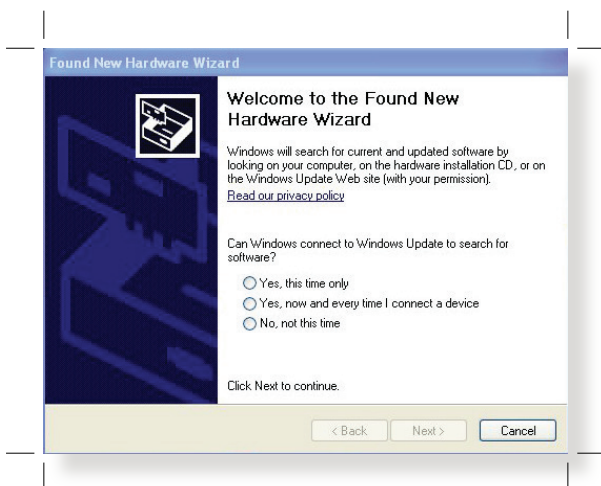 Found New Hardware Wizard
Welcome to the Found New
Hardware Wizard
Windows will search for current and updated software by
looking on your computer, on the hardware installation CD, or on
the Windows Update Web site (with your permission).
Read our privacy policy
Can Windows connect to Windows Update to search for
software?
Yes, this time only
Yes, now and every time I connect a device
No, not this time
Click Next to continue.
< Back
Next >
Cancel